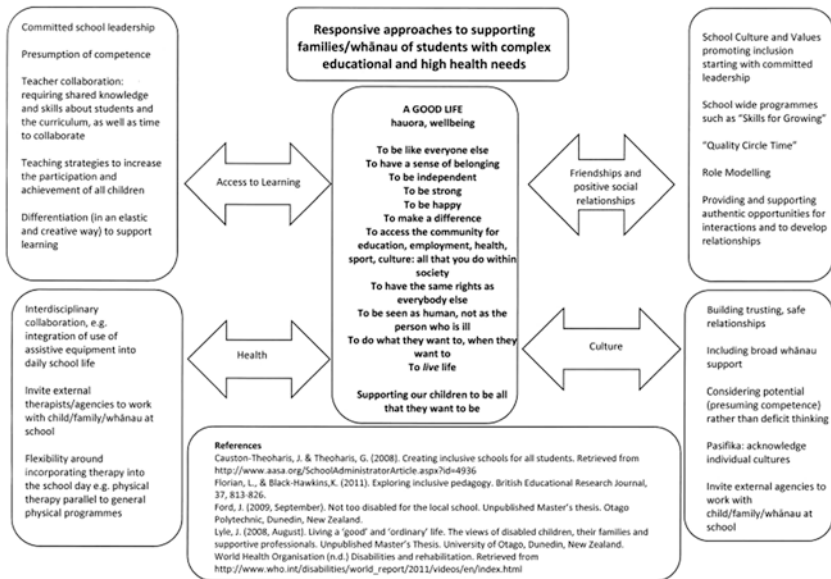 Responsive approaches to supporting
families/whānau of students with complex
educational and high health needs
Committed school leadership
Presumption of competence
Teacher collaboration:
requiring shared knowledge
and skills about students and
the curriculum, as well as time
to collaborate
Teaching strategies to increase
the participation and
achievement of all children
Differentiation (in an elastic
and creative way) to support
learning
Access to Learning
A GOOD LIFE
hauora, wellbeing
To be like everyone else
To have a sense of belonging
To be independent
To be strong
To be happy
To make a difference
To access the community for
education, employment, health,
sport, culture: all that you do within
society
To have the same rights as
everybody else
To be seen as human, not as the
person who is ill
To do what they want to, when they
want to
To live life
Supporting our children to be all
that they want to be
Friendships and
positive social
relationships
School Culture and Values
promoting inclusion
starting with committed
leadership
School wide programmes
such as “Skills for Growing”
“Quality Circle Time”
Role Modelling
Providing and supporting
authentic opportunities for
interactions and to develop
relationships
Interdisciplinary
collaboration, e.g.
integration of use of
assistive equipment into
daily school life
Invite external
therapists/agencies to work
with child/family/whānau at
school
Flexibility around
incorporating therapy into
the school day e.g. physical
therapy parallel to general
physical programmes
Health
Culture
Building trusting, safe
relationships
Including broad whānau
support
Considering potential
(presuming competence)
rather than deficit thinking
Pasifika: acknowledge
individual cultures
Invite external agencies to
work with
child/family/whānau at
school
References
Causton-Theoharis, J. & Theoharis, G. (2008). Creating inclusive schools for all students. Retrieved from
http://www.aasa.org/SchoolAdministratorArticle.aspx?id=4936
Florian, L., & Black-Hawkins,K. (2011). Exploring inclusive pedagogy. British Educational Research Journal,
37, 813-826.
Ford, J. (2009, September). Not too disabled for the local school. Unpublished Master’s thesis. Otago
Polytechnic, Dunedin, New Zealand.
Lyle, J. (2008, August). Living a ‘good’ and ‘ordinary’ life. The views of disabled children, their families and
supportive professionals. Unpublished Master’s Thesis. University of Otago, Dunedin, New Zealand.
World Health Organisation (n.d.) Disabilities and rehabilitation. Retrieved from
http://www.who.int/disabilities/world_report/2011/videos/en/index.html